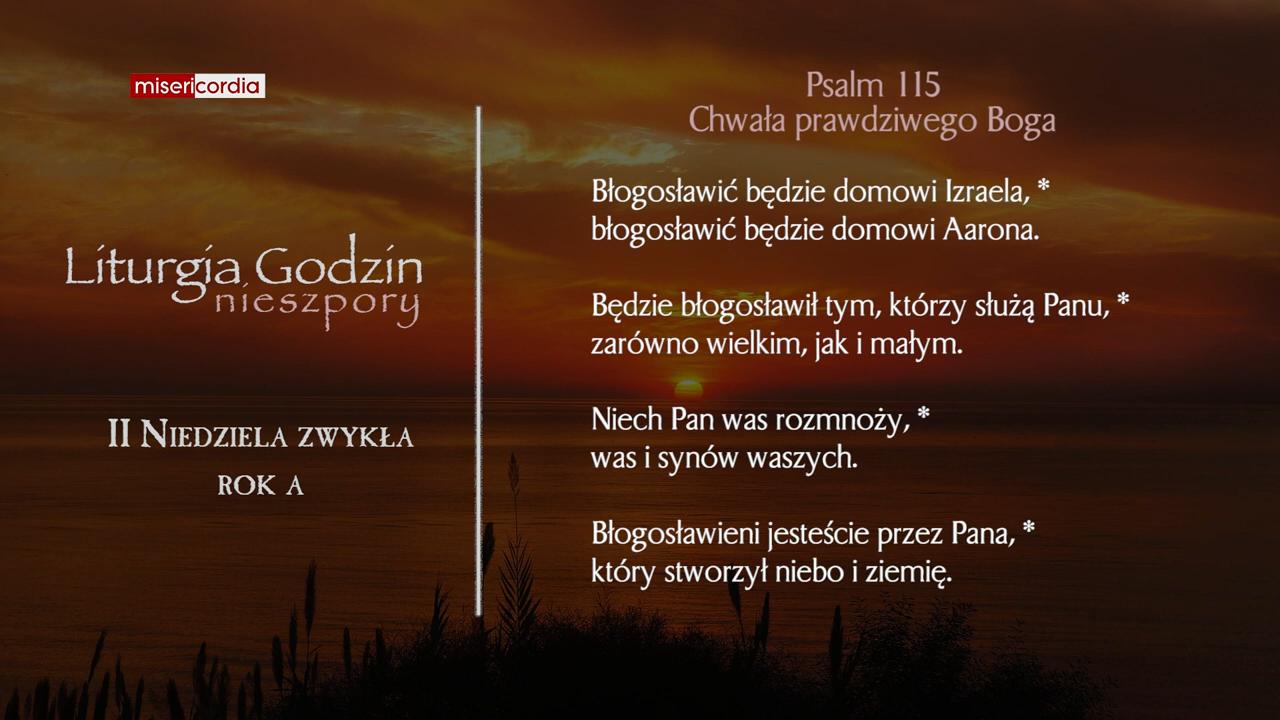 misericordia
Liturgia Godzin
nieszpory
II Niedziela zwykła
rok A
Psalm 115
Chwała prawdziwego Boga
Błogosławić będzie domowi Izraela, *
błogosławić będzie domowi Aarona.
Będzie błogosławił tym, którzy służą Panu, *
zarówno wielkim, jak i małym.
Niech Pan was rozmnoży, *
was i synów waszych.
Błogosławieni jesteście przez Pana, *
który stworzył niebo i ziemię.